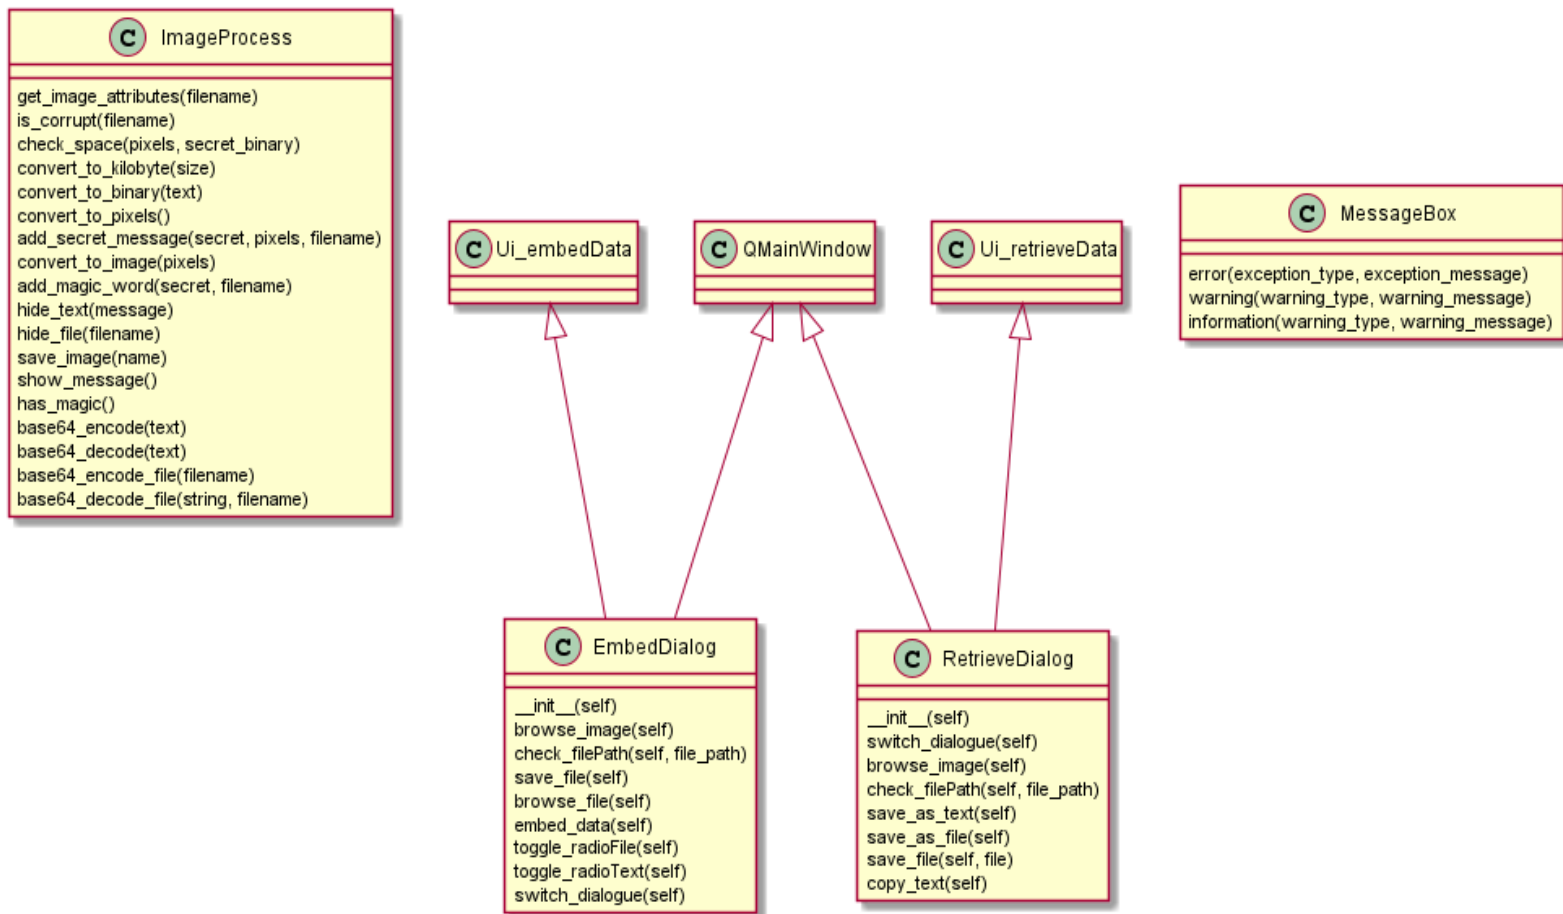 C ImageProcess
get_image_attributes(filename)
is_corrupt(filename)
check_space(pixels, secret_binary)
convert_to_kilobyte(size)
convert_to_binary(text)
convert_to_pixels()
add_secret_message(secret, pixels, filename)
convert_to_image(pixels)
add_magic_word(secret, filename)
hide_text(message)
hide_file(filename)
save_image(name)
show_message()
has_magic()
base64_encode(text)
base64_decode(text)
base64_encode_file(filename)
base64_decode_file(string, filename)
C Ui_embedData
C QMainWindow
C Ui_retrieveData
C MessageBox
error(exception_type, exception_message)
warning(warning_type, warning_message)
information(warning_type, warning_message)
C EmbedDialog
__init__(self)
browse_image(self)
check_filePath(self, file_path)
save_file(self)
browse_file(self)
embed_data(self)
toggle_radioFile(self)
toggle_radioText(self)
switch_dialogue(self)
C RetrieveDialog
__init__(self)
switch_dialogue(self)
browse_image(self)
check_filePath(self, file_path)
save_as_text(self)
save_as_file(self)
save_file(self, file)
copy_text(self)